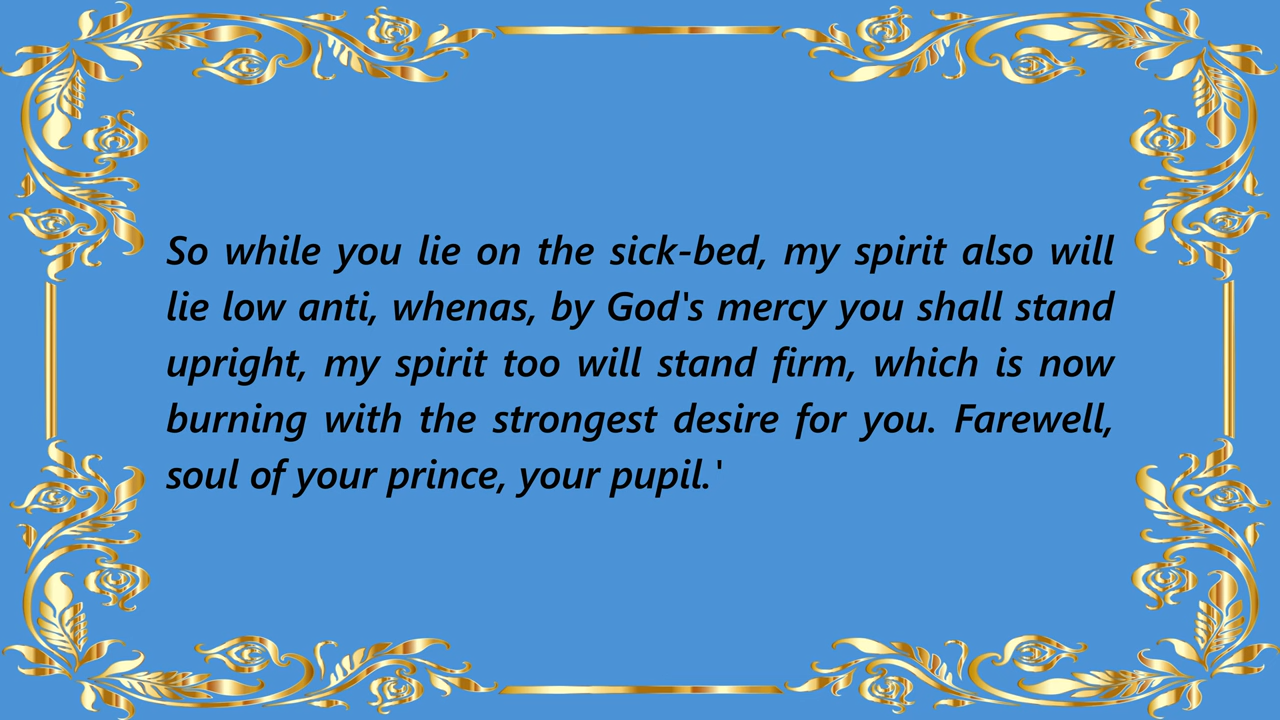 So while you lie on the sick-bed, my spirit also will
lie low anti, whenas, by God's mercy you shall stand
upright, my spirit too will stand firm, which is now
burning with the strongest desire for you. Farewell,
soul of your prince, your pupil.'